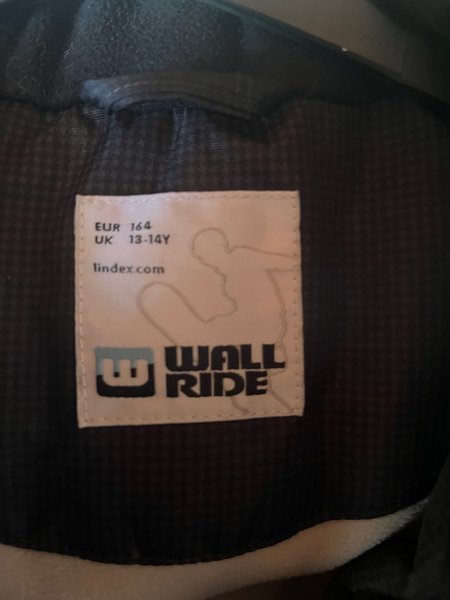 EUR 164
UK 13-14Y
lindex.com
WALL
RIDE